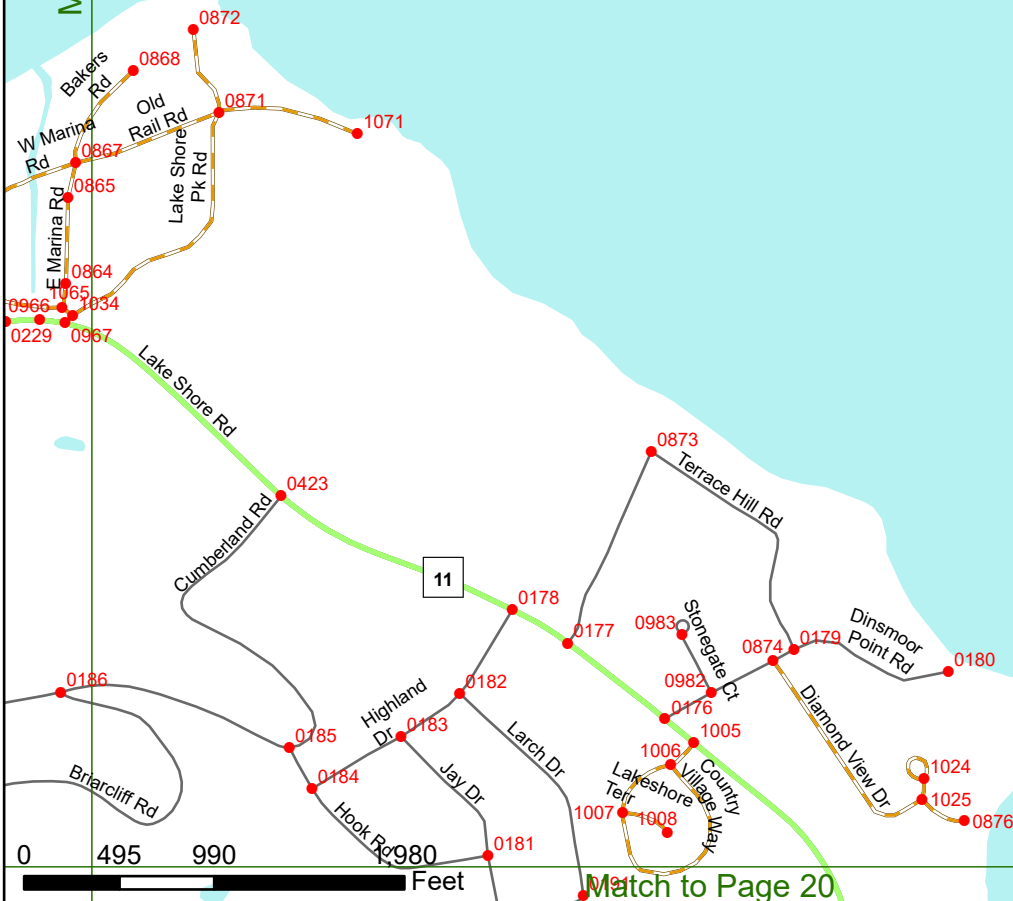 M
0872
0868
Bakers
Rd
Old
Rail Rd
0871
1071
W Marina
Rd
0867
Lake Shore
Pk Rd
0865
E Marina Rd
0864
1065
1034
0966
0229
0967
Lake Shore Rd
0423
Cumberland Rd
0873
Terrace Hill Rd
11
0178
0177
0983
Stonegate Ct
0874
0179
Dinsmoor
Point Rd
0180
0186
0182
0982
0176
Highland
Dr
0183
0185
Larch Dr
1005
1006
Country
Village Way
Diamond View Dr
1024
1025
0876
0184
Jay Dr
Briarcliff Rd
Hook Rd
Lakeshore
Terr
1007
1008
0181
0191
0 495 990 1,980
Feet
Match to Page 20